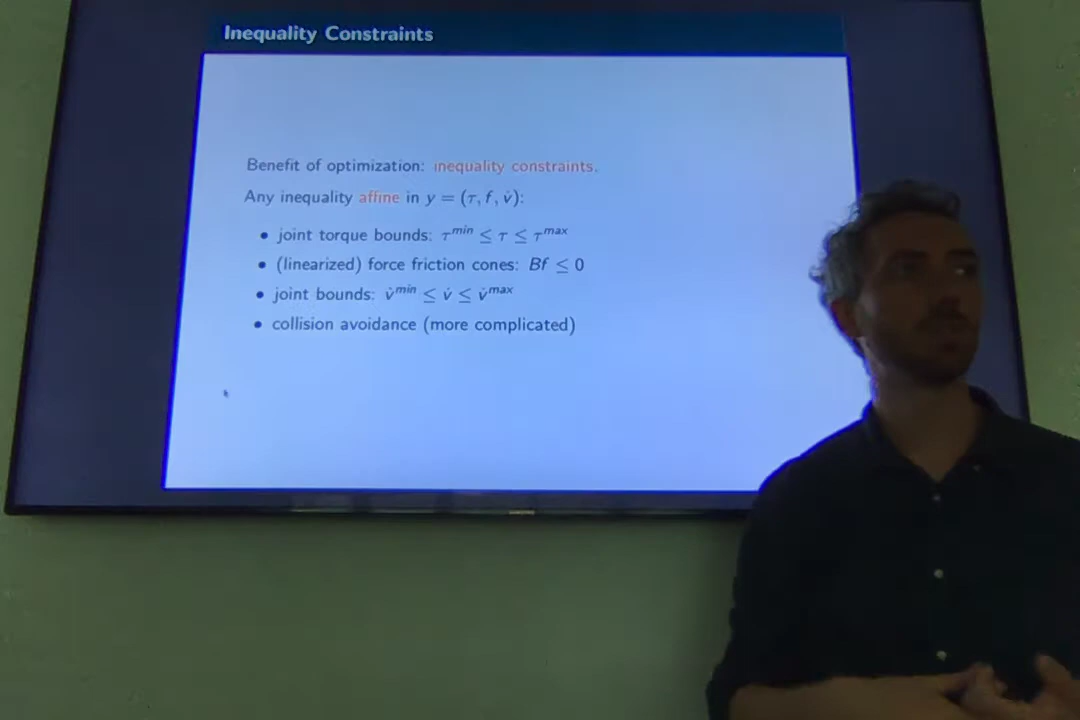 Inequality Constraints
Benefit of optimization: inequality constraints.
Any inequality affine in y = (τ, f, v̇):
• joint torque bounds: τ^min ≤ τ ≤ τ^max
• (linearized) force friction cones: Bf ≤ 0
• joint bounds: v̇^min ≤ v̇ ≤ v̇^max
• collision avoidance (more complicated)